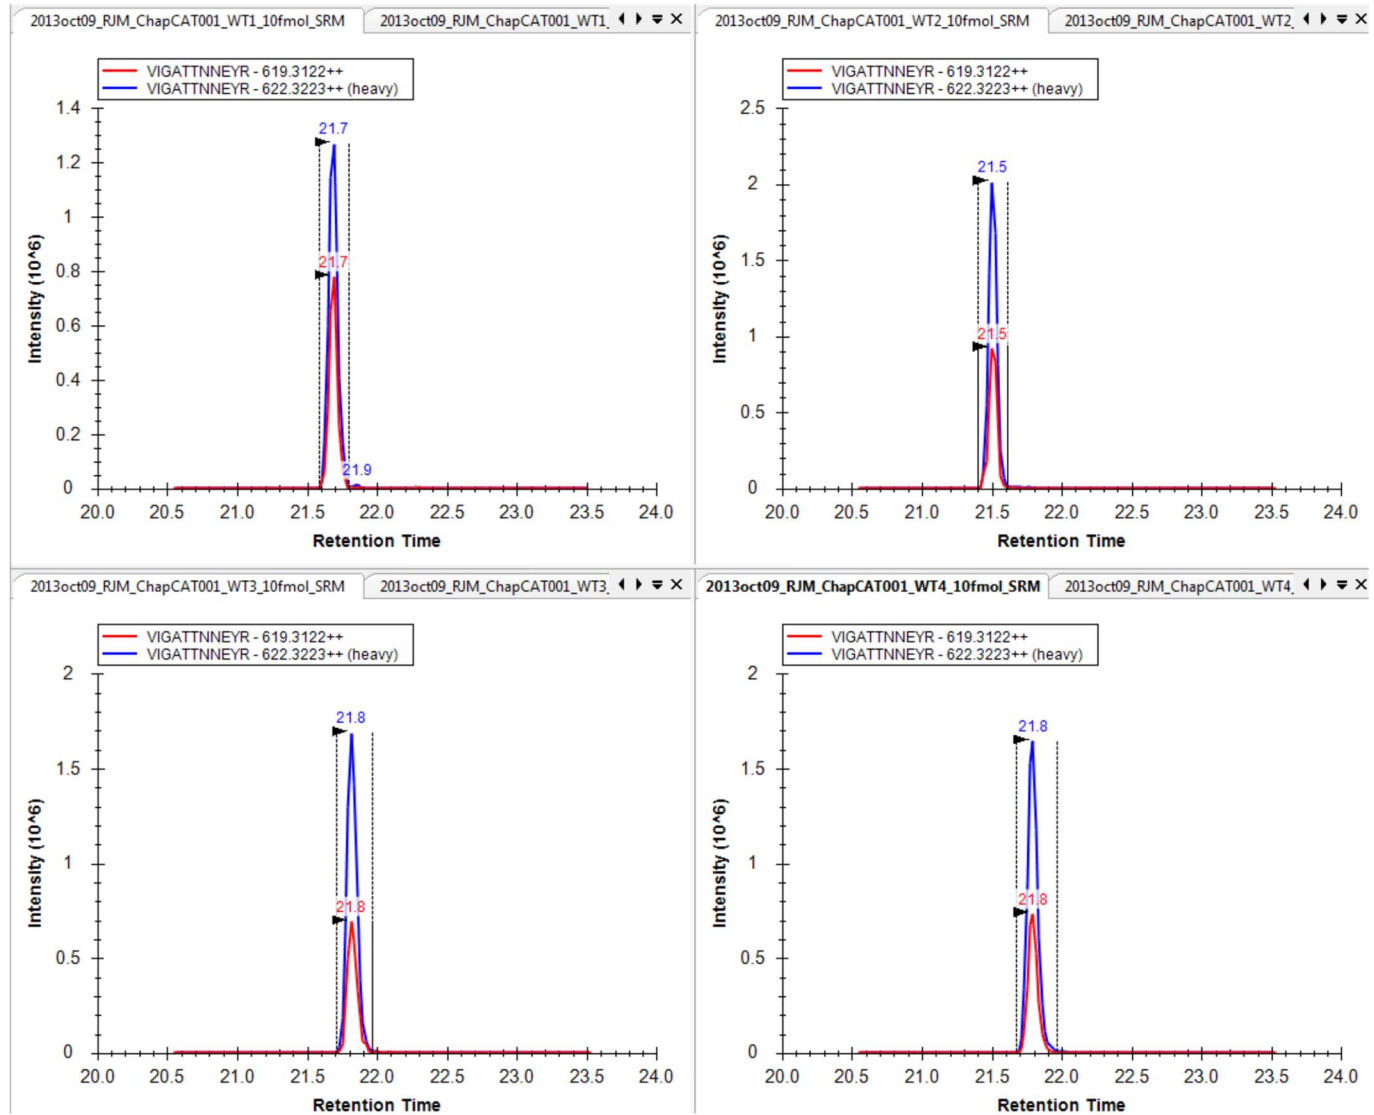 2013oct09_RJM_ChapCAT001_WT1_10fmol_SRM 2013oct09_RJM_ChapCAT001_WT1_
VIGATTNNEYR - 619.3122++
VIGATTNNEYR - 622.3223++ (heavy)
1.4
1.2
1
0.8
0.6
0.4
0.2
0
Intensity (10^6)
21.7
21.7
21.9
20.0 20.5 21.0 21.5 22.0 22.5 23.0 23.5 24.0
Retention Time
2013oct09_RJM_ChapCAT001_WT2_10fmol_SRM 2013oct09_RJM_ChapCAT001_WT2_
VIGATTNNEYR - 619.3122++
VIGATTNNEYR - 622.3223++ (heavy)
2.5
2
1.5
1
0.5
0
Intensity (10^6)
21.5
21.5
20.0 20.5 21.0 21.5 22.0 22.5 23.0 23.5 24.0
Retention Time
2013oct09_RJM_ChapCAT001_WT3_10fmol_SRM 2013oct09_RJM_ChapCAT001_WT3_
VIGATTNNEYR - 619.3122++
VIGATTNNEYR - 622.3223++ (heavy)
2
1.5
1
0.5
0
Intensity (10^6)
21.8
21.8
20.0 20.5 21.0 21.5 22.0 22.5 23.0 23.5 24.0
Retention Time
2013oct09_RJM_ChapCAT001_WT4_10fmol_SRM 2013oct09_RJM_ChapCAT001_WT4_
VIGATTNNEYR - 619.3122++
VIGATTNNEYR - 622.3223++ (heavy)
2
1.5
1
0.5
0
Intensity (10^6)
21.8
21.8
20.0 20.5 21.0 21.5 22.0 22.5 23.0 23.5 24.0
Retention Time